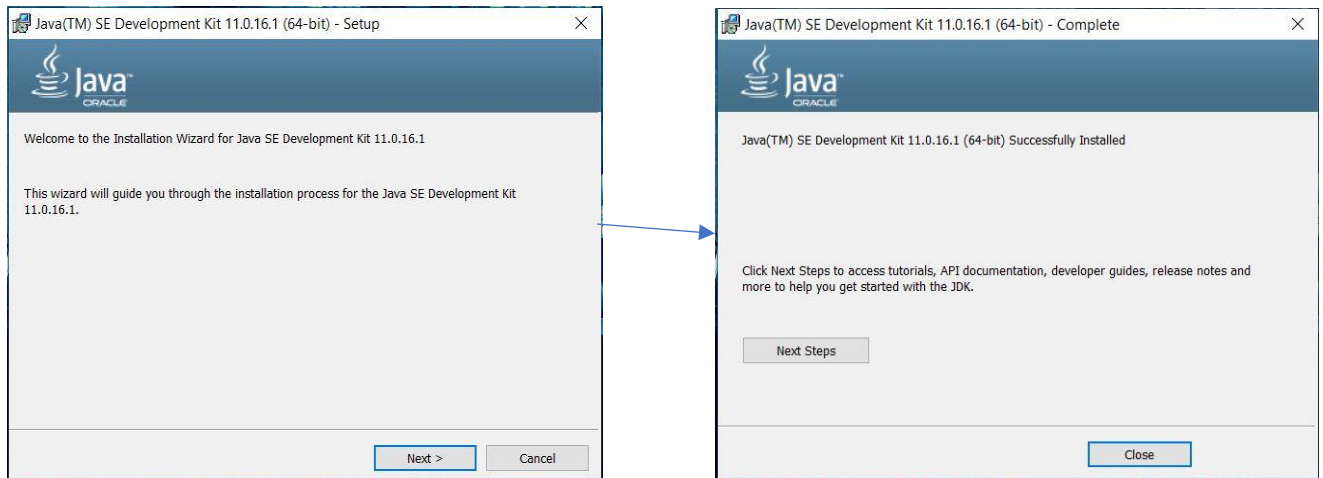 Java(TM) SE Development Kit 11.0.16.1 (64-bit) - Setup
Java™
ORACLE
Welcome to the Installation Wizard for Java SE Development Kit 11.0.16.1
This wizard will guide you through the installation process for the Java SE Development Kit
11.0.16.1.
Next >
Cancel
Java(TM) SE Development Kit 11.0.16.1 (64-bit) - Complete
Java™
ORACLE
Java(TM) SE Development Kit 11.0.16.1 (64-bit) Successfully Installed
Click Next Steps to access tutorials, API documentation, developer guides, release notes and
more to help you get started with the JDK.
Next Steps
Close